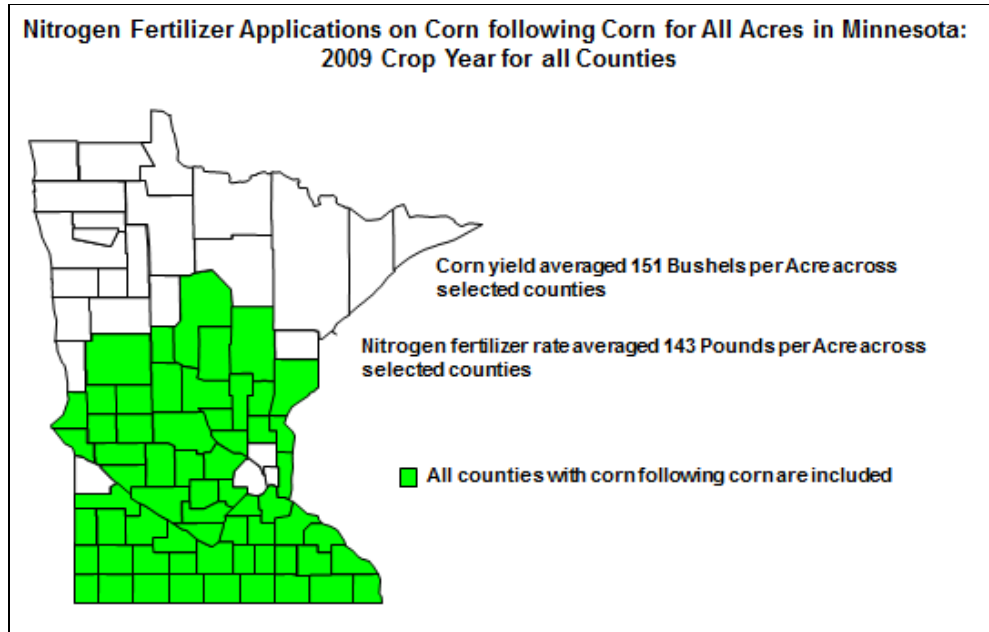 Nitrogen Fertilizer Applications on Corn following Corn for All Acres in Minnesota:
2009 Crop Year for all Counties
Corn yield averaged 151 Bushels per Acre across
selected counties
Nitrogen fertilizer rate averaged 143 Pounds per Acre across
selected counties
All counties with corn following corn are included